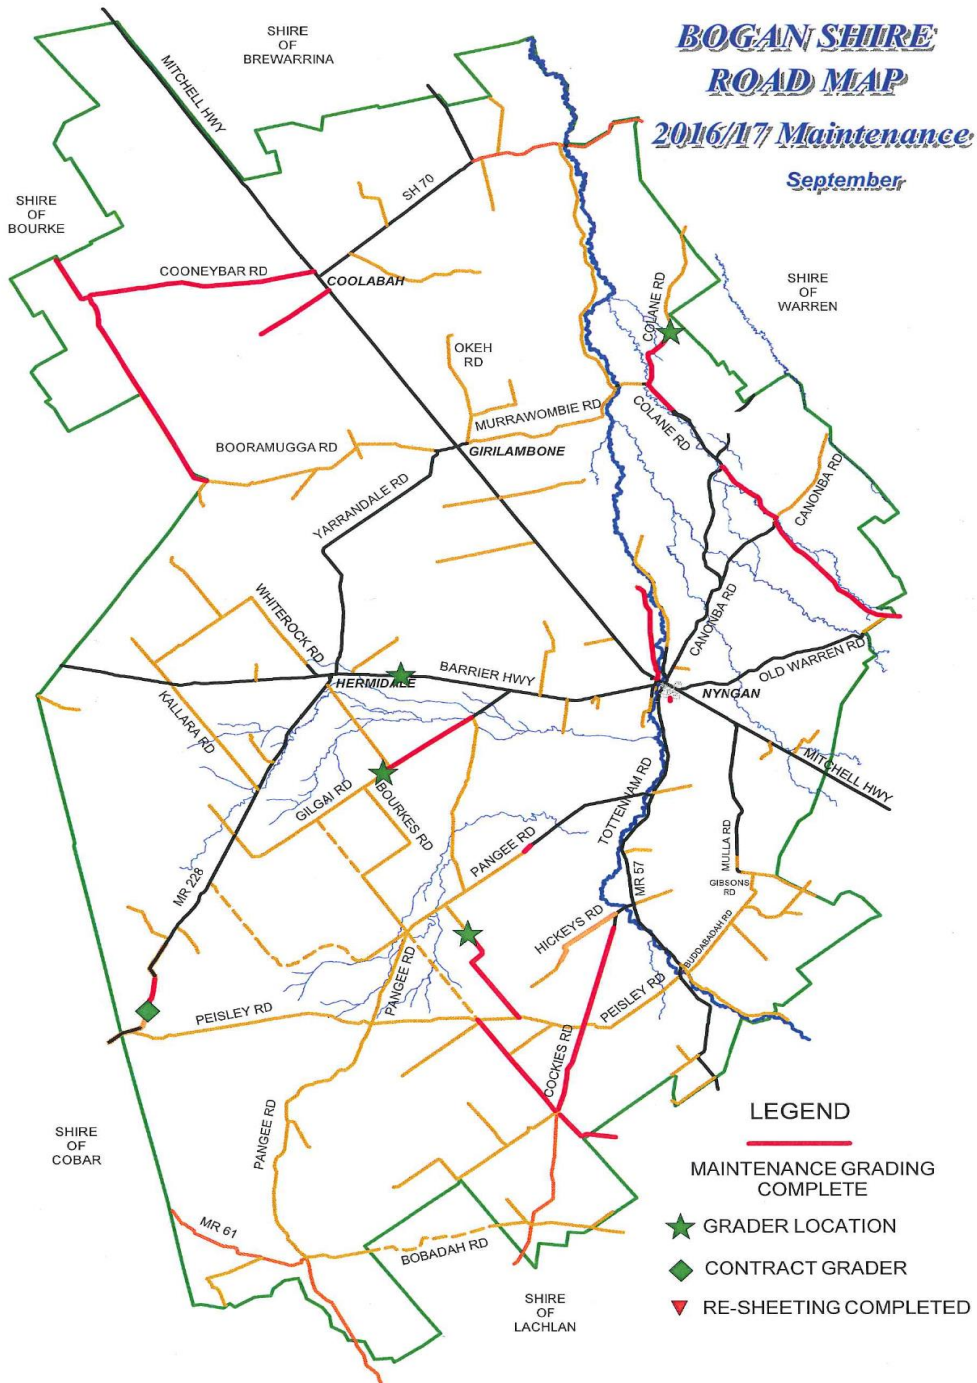 BOGAN SHIRE
ROAD MAP
2016/17 Maintenance
September
SHIRE
OF
BREWARRINA
MITCHELL HWY
SHIRE
OF
BOURKE
SH 70
COONEYBAR RD
COOLABAH
SHIRE
OF
WARREN
COLANE RD
OKEH
RD
MURRAWOMBIE RD
COLANE RD
BOORAMUGGA RD
GIRILAMBONE
CANONBA RD
YARRANDALE RD
WHITEROCK RD
CANONBA RD
OLD WARREN RD
BARRIER HWY
HERMIDALE
NYNGAN
KALLARA RD
MITCHELL HWY
GILGAI RD
BOURKES RD
TOTTENHAM RD
PANGEE RD
MULLA RD
MR 228
MR 57
GIBSONS
RD
HICKEYS RD
BUDDABADAH RD
PANGEE RD
PEISLEY RD
PEISLEY RD
COCKIES RD
PANGEE RD
SHIRE
OF
COBAR
MR 61
BOBADAH RD
SHIRE
OF
LACHLAN
LEGEND
MAINTENANCE GRADING
COMPLETE
GRADER LOCATION
CONTRACT GRADER
RE-SHEETING COMPLETED